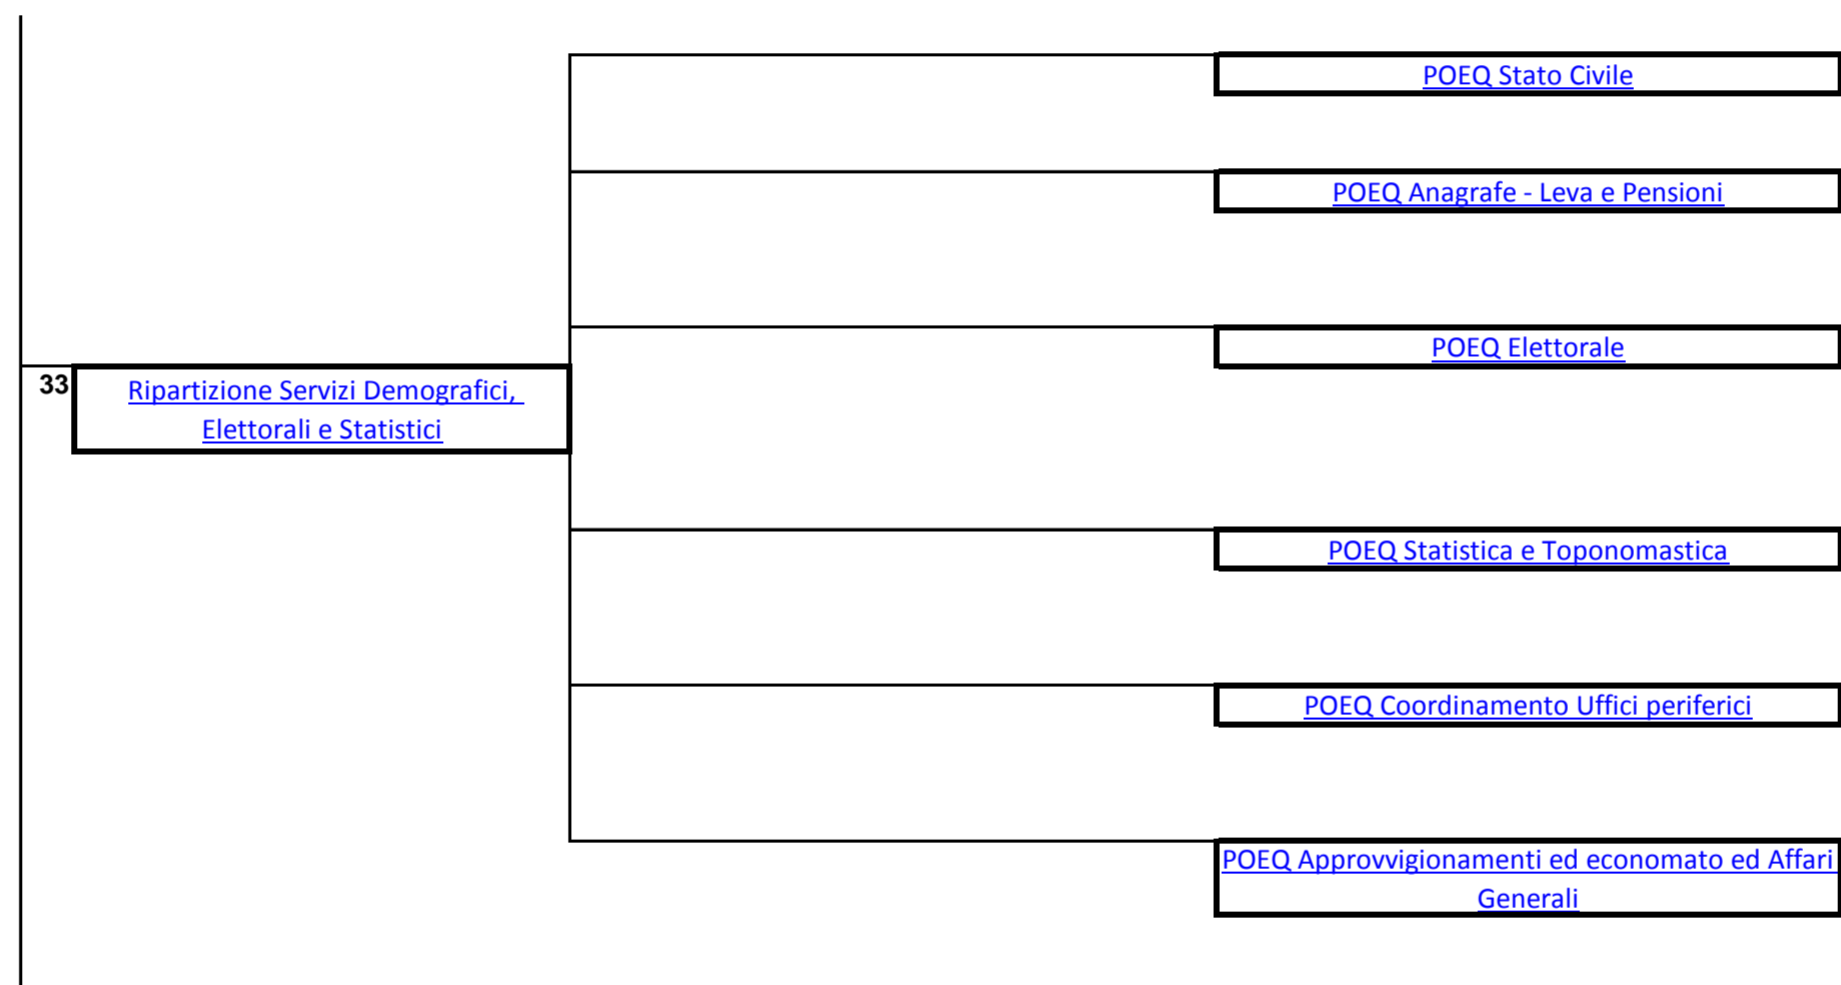 POEQ Stato Civile
POEQ Anagrafe - Leva e Pensioni
POEQ Elettorale
33
Ripartizione Servizi Demografici,
Elettorali e Statistici
POEQ Statistica e Toponomastica
POEQ Coordinamento Uffici periferici
POEQ Approvvigionamenti ed economato ed Affari
Generali